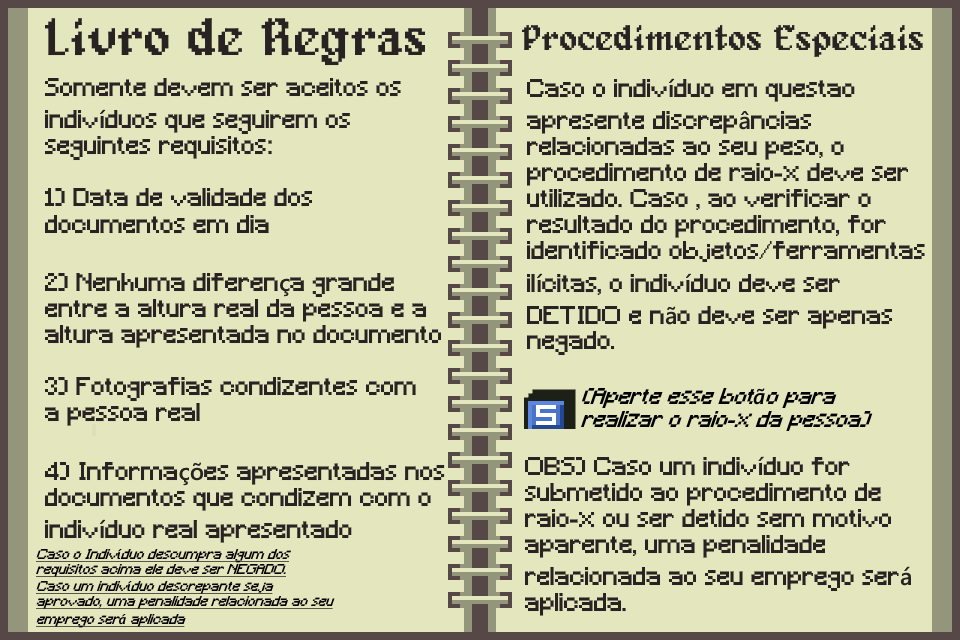 Livro de Regras
Somente devem ser aceitos os
indivíduos que seguirem os
seguintes requisitos:
1) Data de validade dos
documentos em dia
2) Nenhuma diferença grande
entre a altura real da pessoa e a
altura apresentada no documento
3) Fotografias condizentes com
a pessoa real
4) Informações apresentadas nos
documentos que condizem com o
indivíduo real apresentado
Caso o Indivíduo descumpra algum dos
requisitos acima ele deve ser NEGADO.
Caso um indivíduo descrepante seja
aprovado, uma penalidade relacionada ao seu
emprego será aplicada
Procedimentos Especiais
Caso o indivíduo em questao
apresente discrepâncias
relacionadas ao seu peso, o
procedimento de raio-x deve ser
utilizado. Caso , ao verificar o
resultado do procedimento, for
identificado objetos/ferramentas
ilícitas, o indivíduo deve ser
DETIDO e não deve ser apenas
negado.
S
(Aperte esse botão para
realizar o raio-x da pessoa)
OBS) Caso um indivíduo for
submetido ao procedimento de
raio-x ou ser detido sem motivo
aparente, uma penalidade
relacionada ao seu emprego será
aplicada.